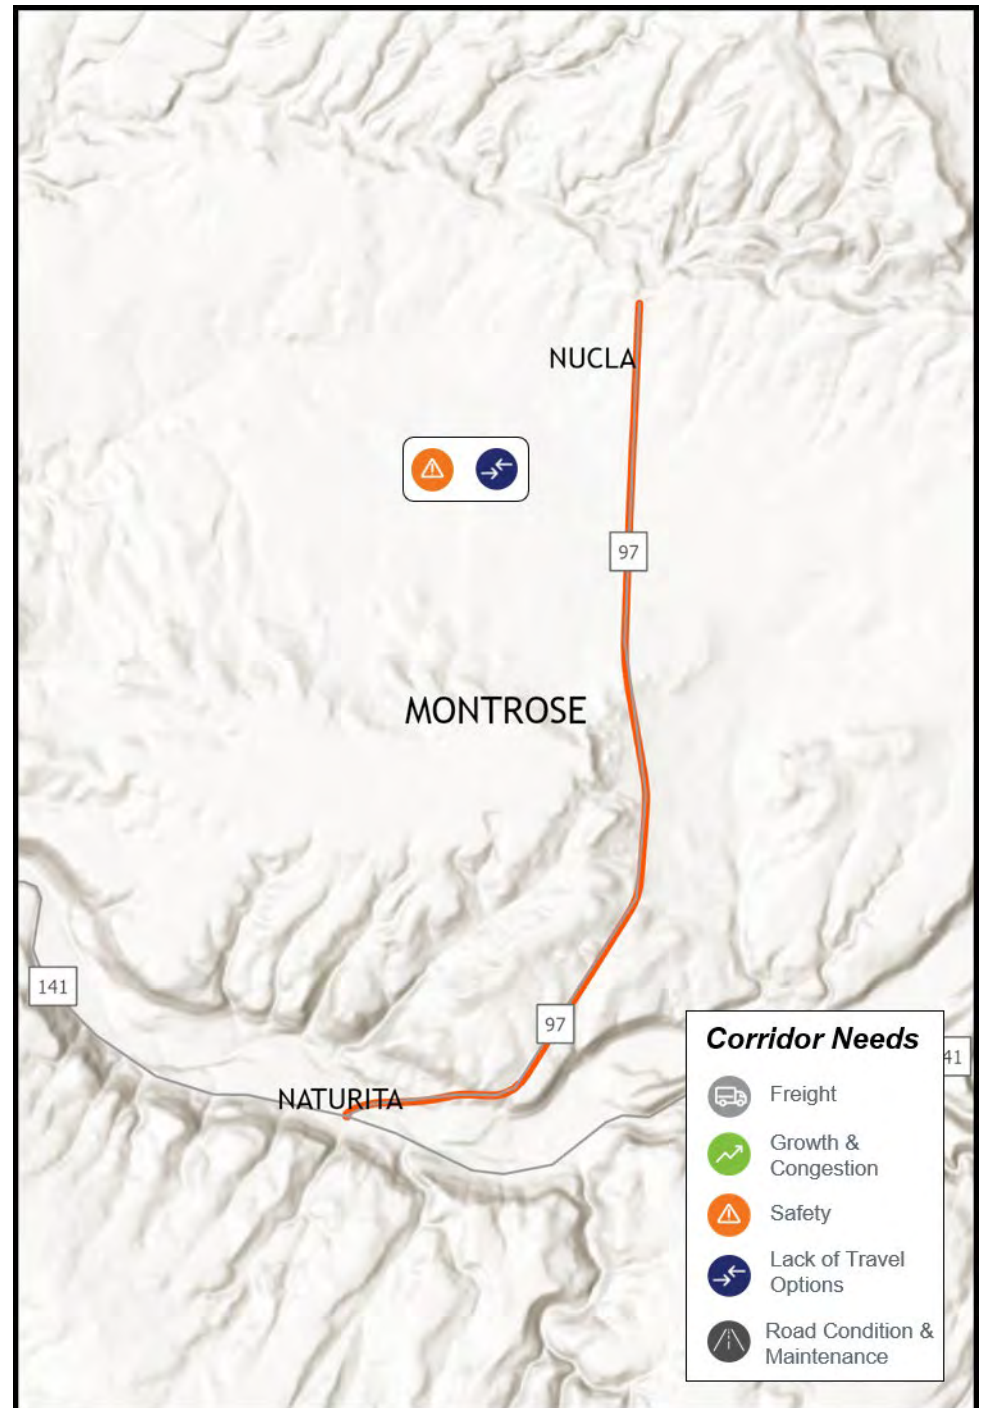 NUCLA
97
MONTROSE
141
97
NATURITA
41
Corridor Needs
Freight
Growth &
Congestion
Safety
Lack of Travel
Options
Road Condition &
Maintenance